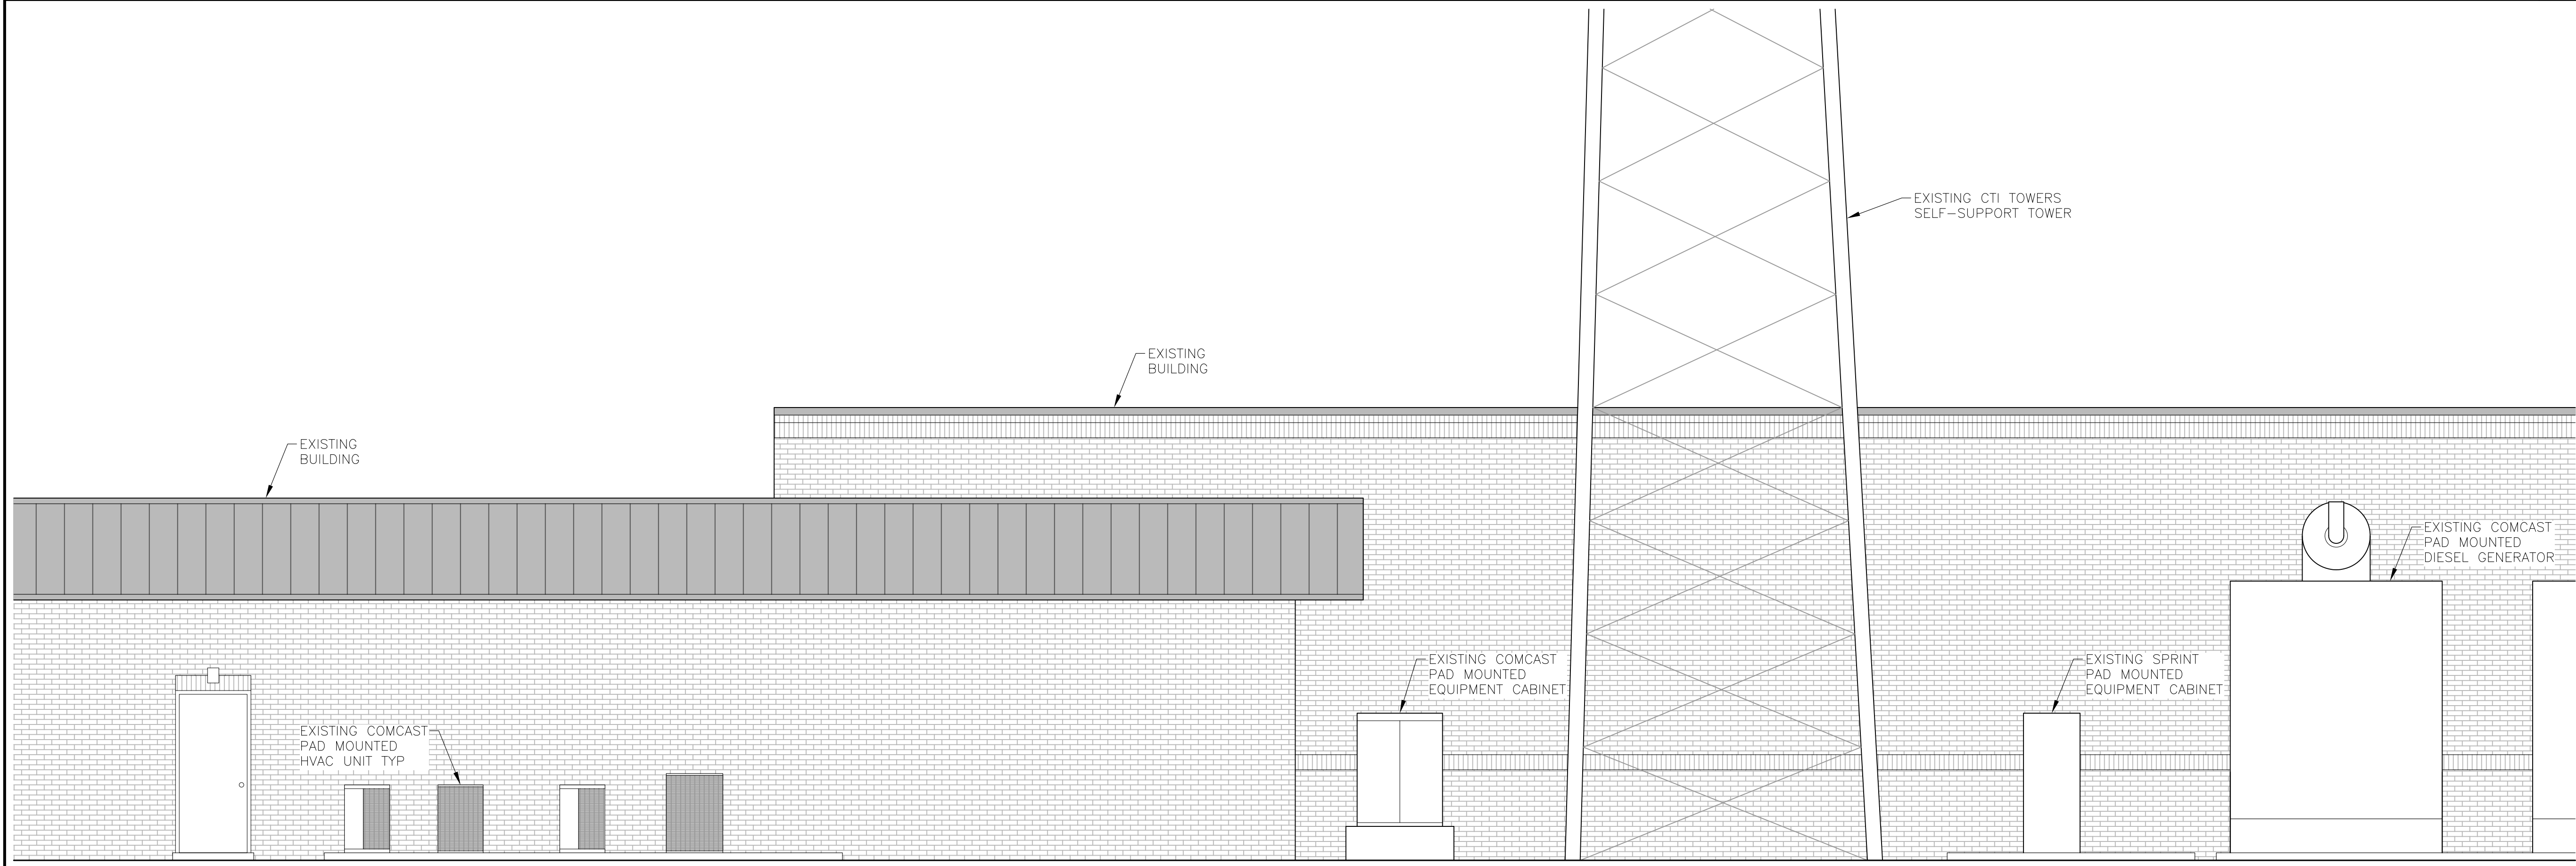 EXISTING CTI TOWERS
SELF-SUPPORT TOWER
EXISTING
BUILDING
EXISTING
BUILDING
EXISTING COMCAST
PAD MOUNTED
DIESEL GENERATOR
EXISTING COMCAST
PAD MOUNTED
EQUIPMENT CABINET
EXISTING SPRINT
PAD MOUNTED
EQUIPMENT CABINET
EXISTING COMCAST
PAD MOUNTED
HVAC UNIT TYP